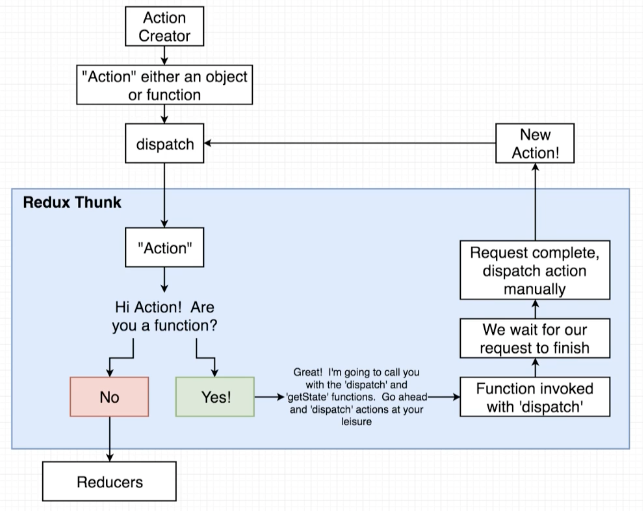 Action
Creator
"Action" either an object
or function
dispatch
New
Action!
Redux Thunk
"Action"
Hi Action! Are
you a function?
No
Yes!
Great! I'm going to call you
with the 'dispatch' and
'getState' functions. Go ahead
and 'dispatch' actions at your
leisure
Request complete,
dispatch action
manually
We wait for our
request to finish
Function invoked
with 'dispatch'
Reducers